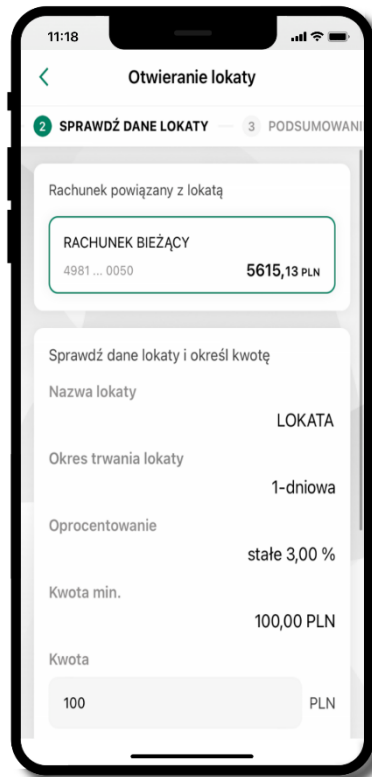 11:18
Otwieranie lokaty
2 SPRAWDŹ DANE LOKATY 3 PODSUMOWANI
Rachunek powiązany z lokatą
RACHUNEK BIEŻĄCY
4981 ... 0050 5615,13 PLN
Sprawdź dane lokaty i określ kwotę
Nazwa lokaty
LOKATA
Okres trwania lokaty
1-dniowa
Oprocentowanie
stałe 3,00 %
Kwota min.
100,00 PLN
Kwota
100 PLN